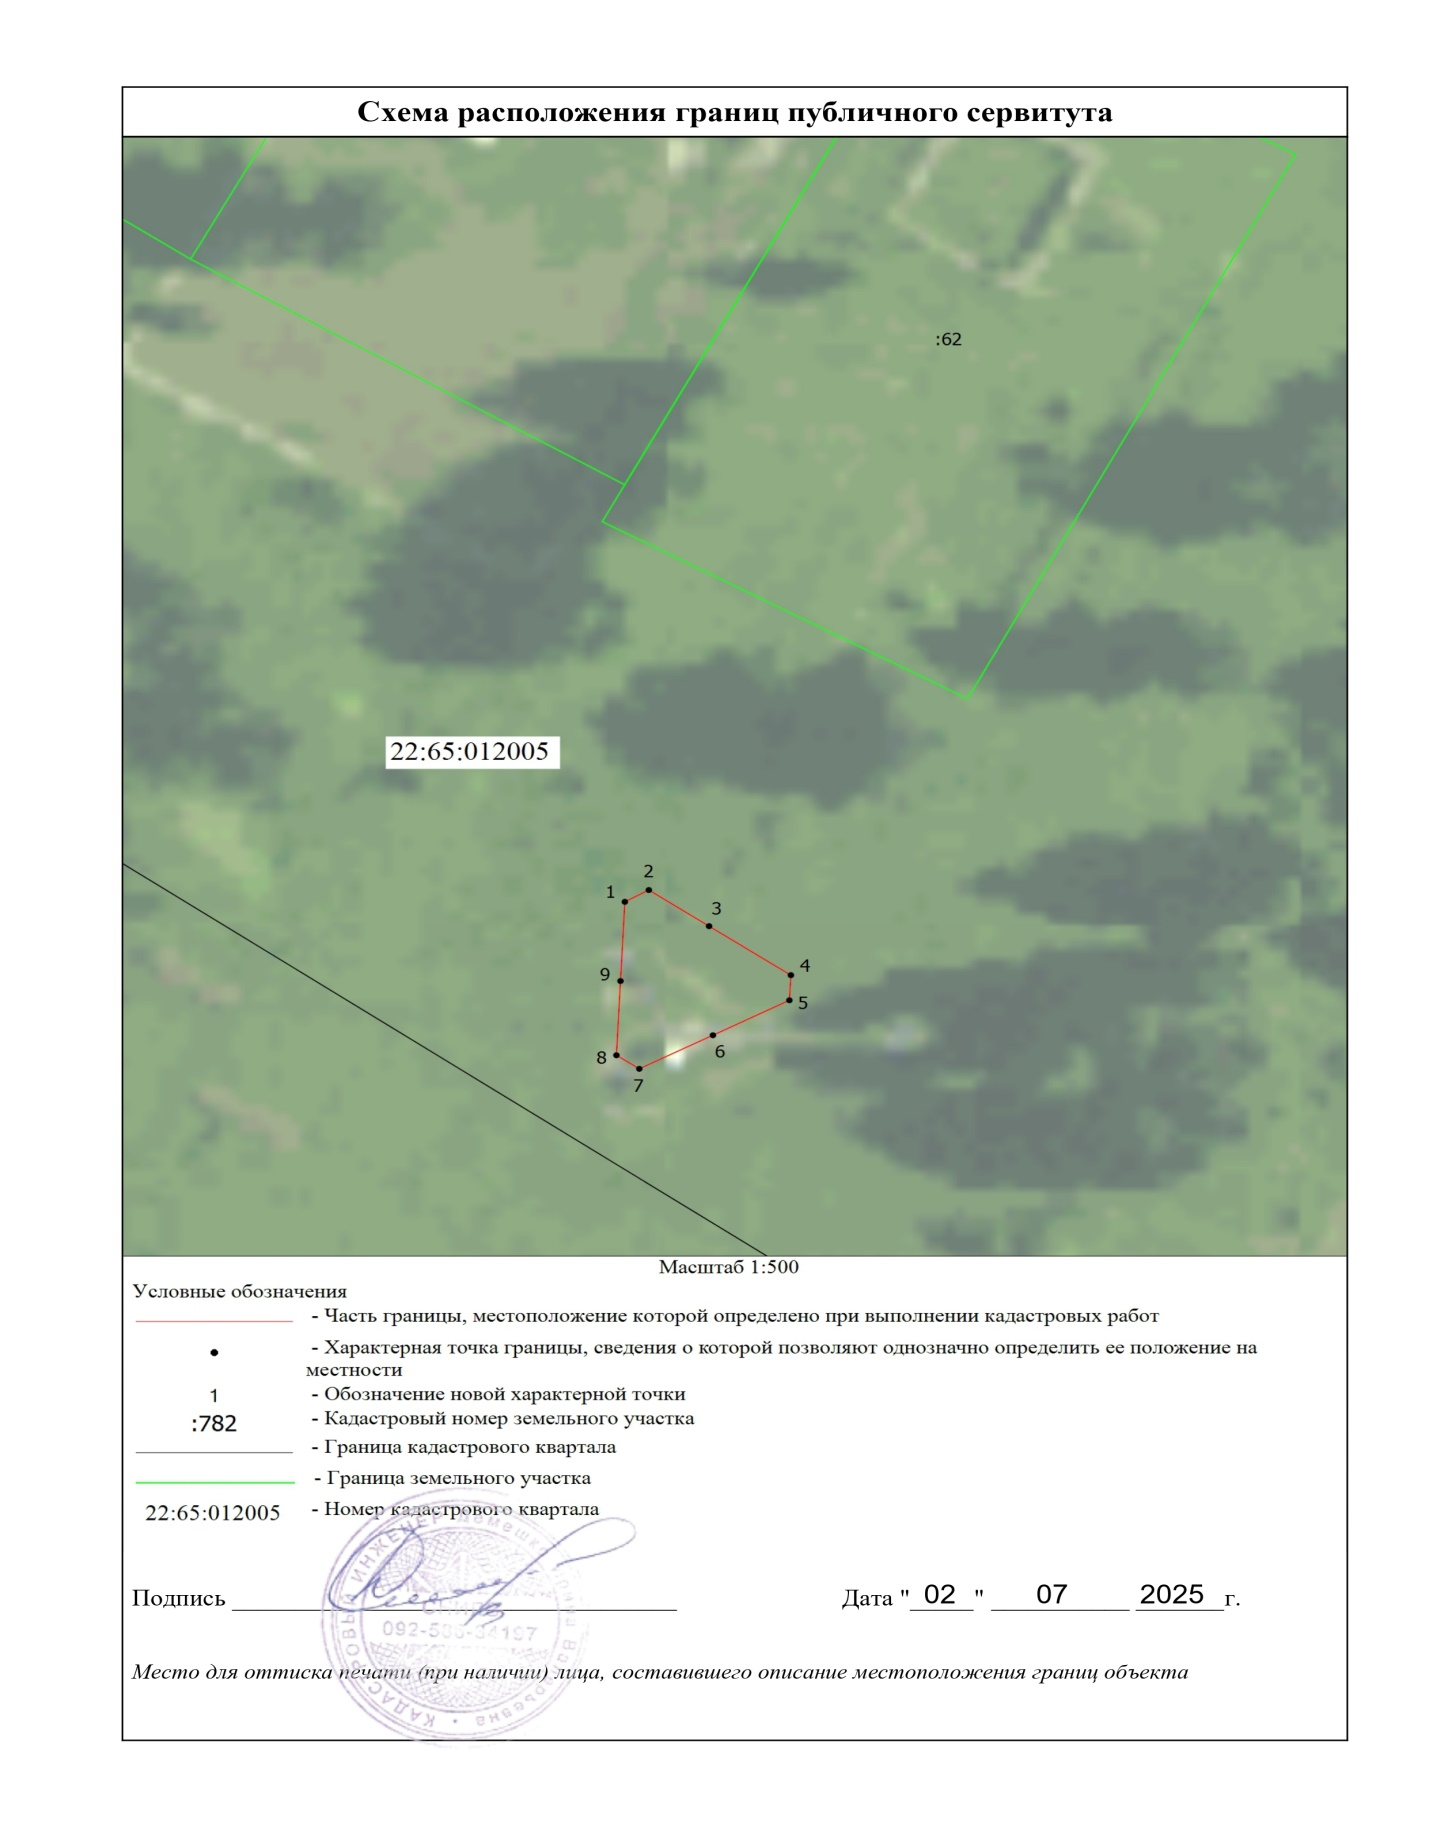 Схема расположения границ публичного сервитута
:62
22:65:012005
2
1
3
4
9
5
6
8
7
Масштаб 1:500
Условные обозначения
- Часть границы, местоположение которой определено при выполнении кадастровых работ
- Характерная точка границы, сведения о которой позволяют однозначно определить ее положение на
местности
1 - Обозначение новой характерной точки
:782 - Кадастровый номер земельного участка
- Граница кадастрового квартала
- Граница земельного участка
22:65:012005 - Номер кадастрового квартала
КАДАСТРОВЫЙ ИНЖЕНЕР
Подпись Дата " 02 " 07 2025 г.
Место для оттиска печати (при наличии) лица, составившего описание местоположения границ объекта